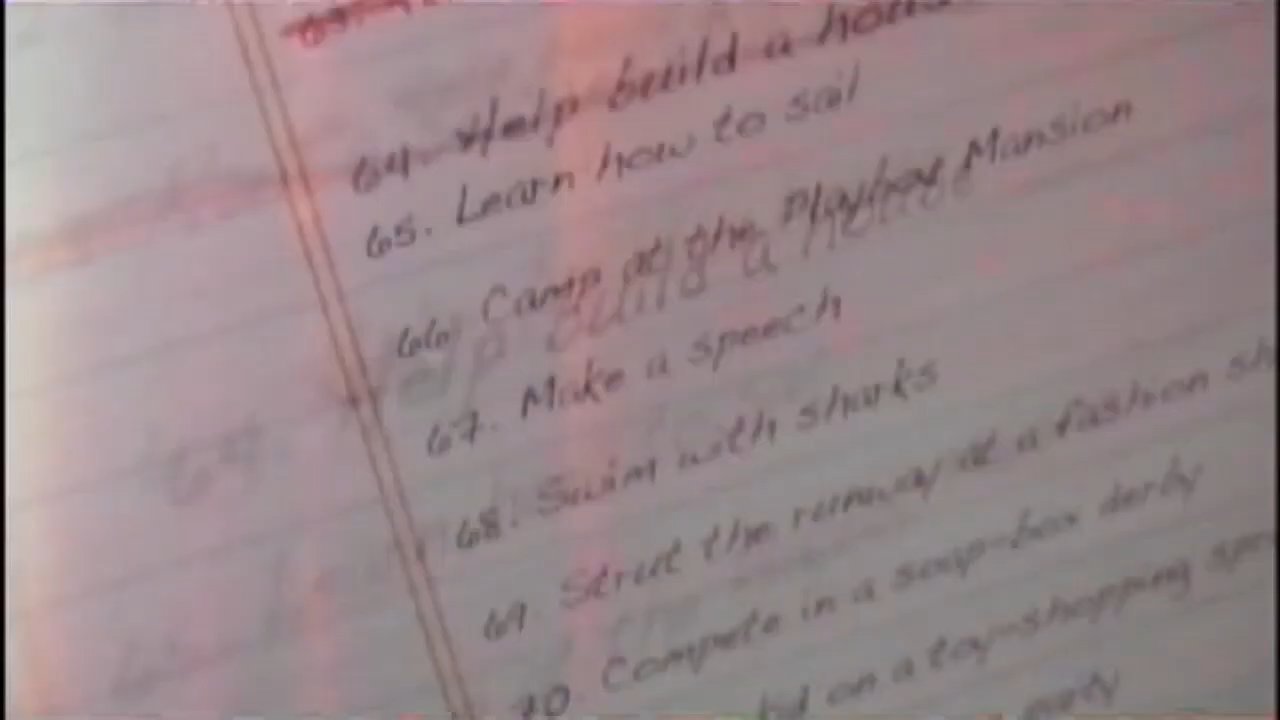 64. Help build a
65. Learn how to sail
66. Camp at the Playboy Mansion
67. Make a speech
68. Swim with sharks
69. Strut the runway at a fashion
70. Compete in a soap-box derby
on a toy-shopping
party